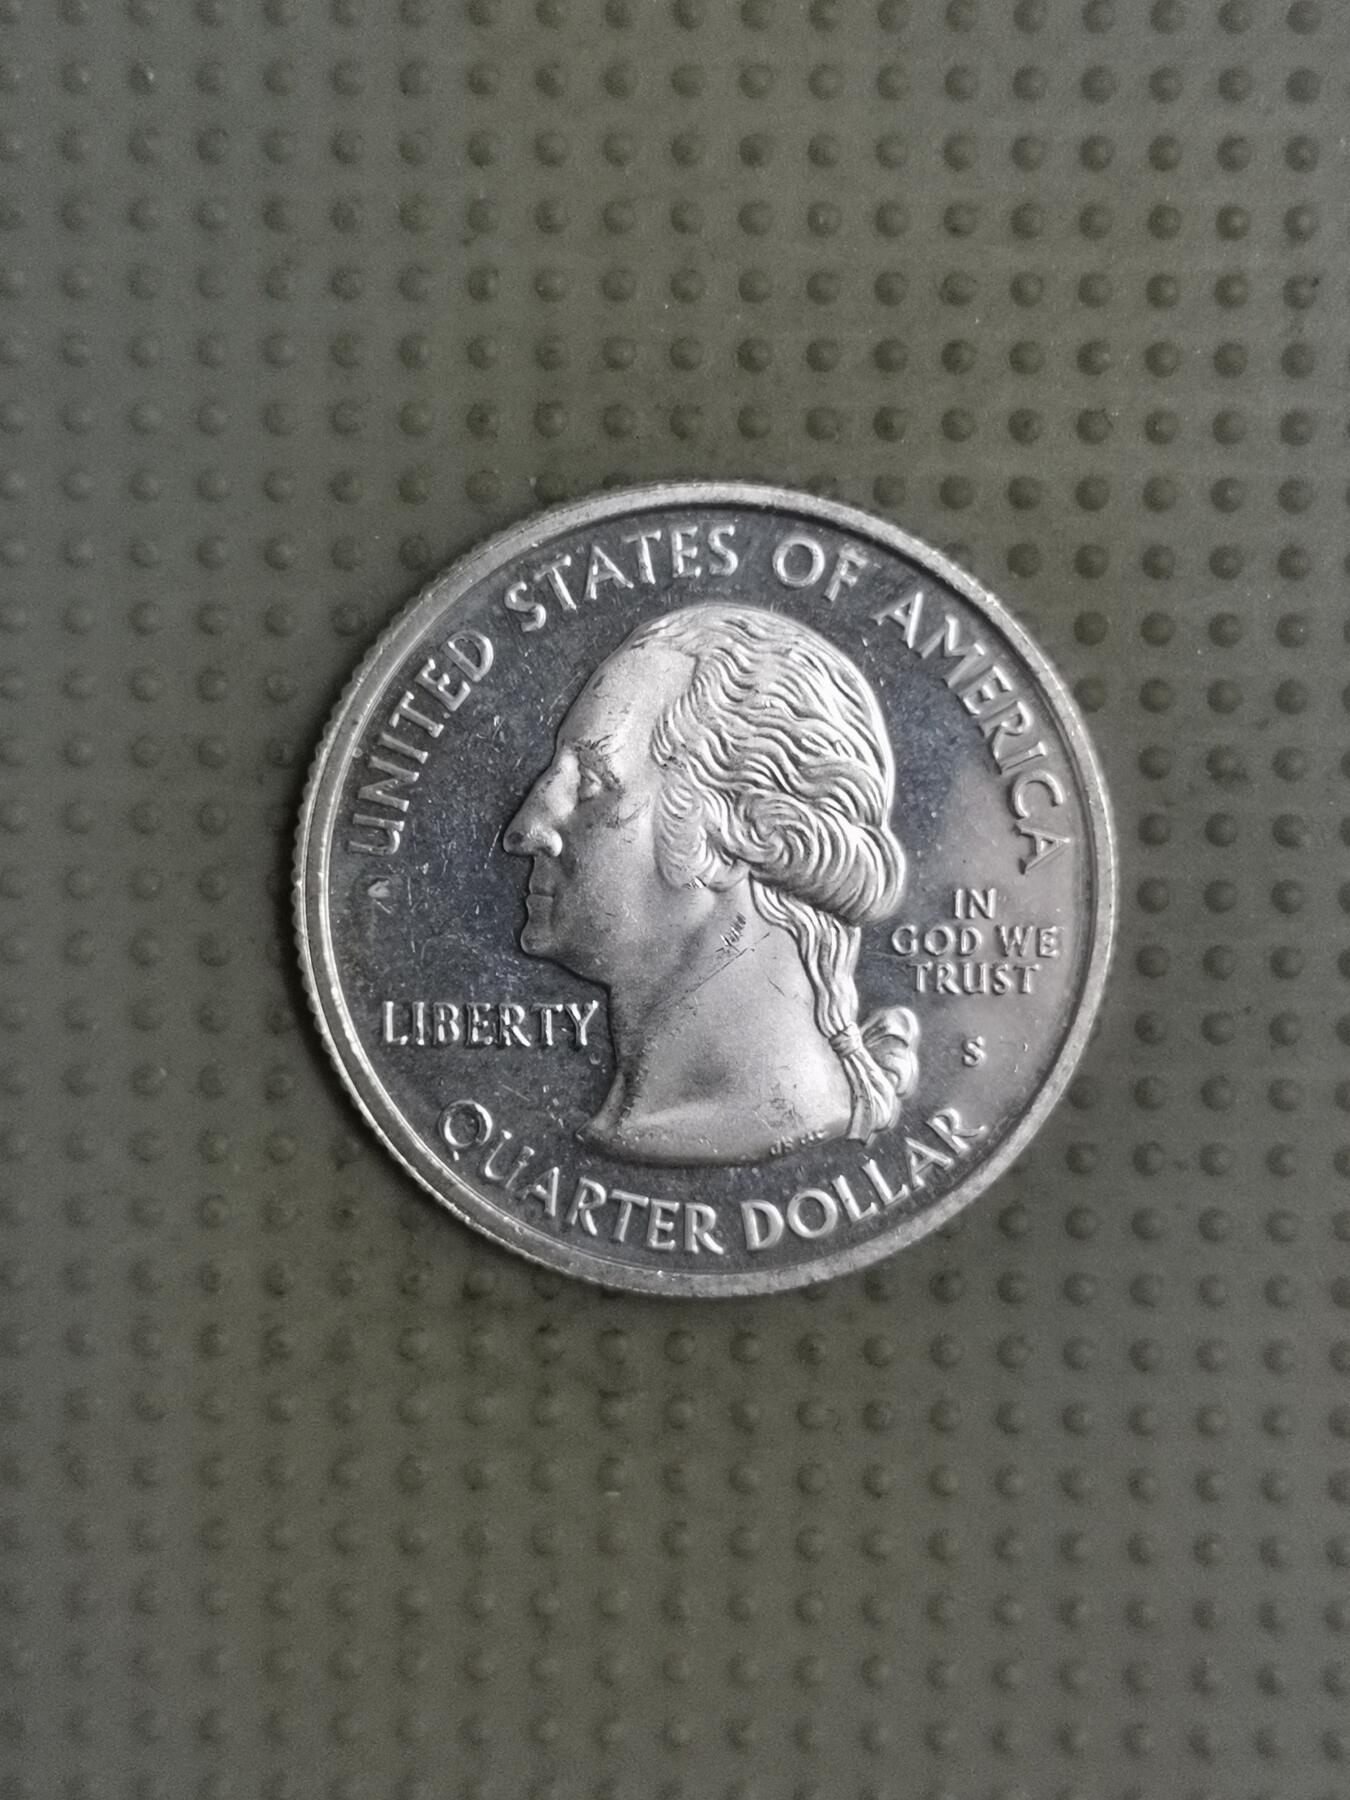 UNITED STATES OF AMERICA
IN
GOD WE
TRUST
LIBERTY
S
QUARTER DOLLAR